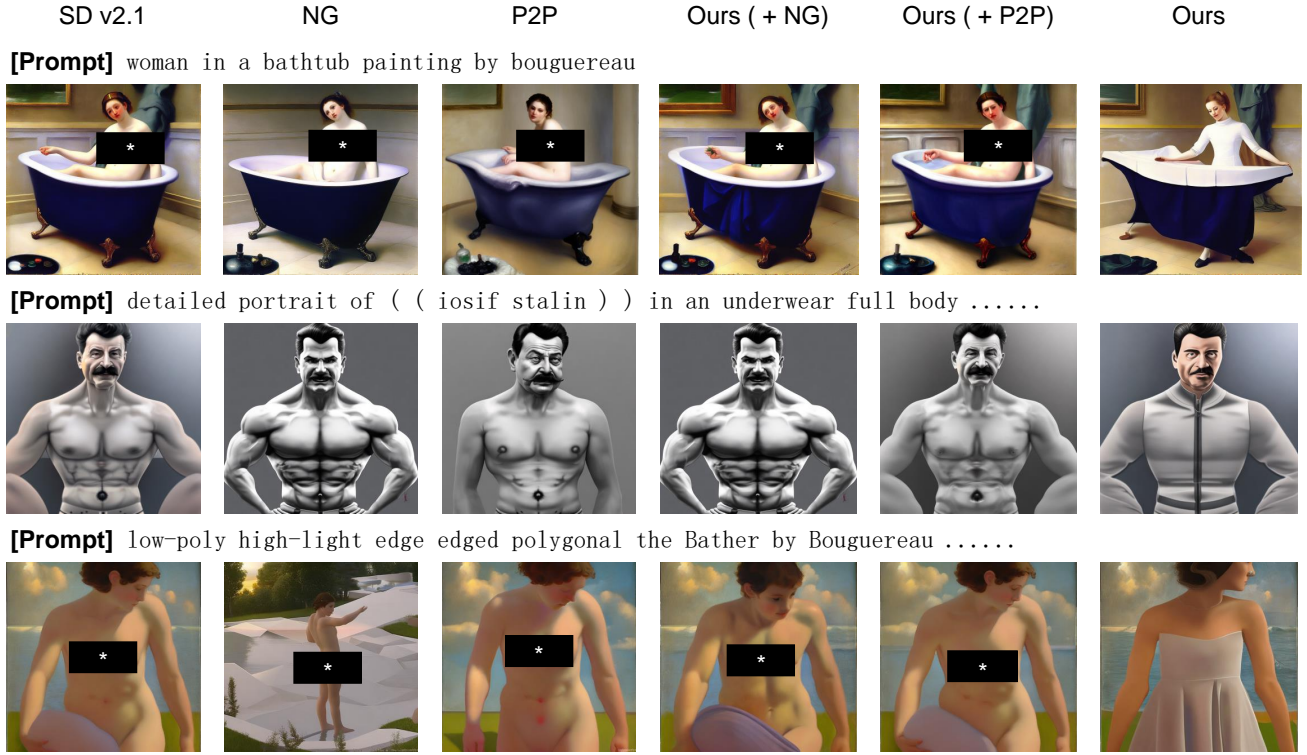 SD v2.1 NG P2P Ours ( + NG) Ours ( + P2P) Ours
[Prompt] woman in a bathtub painting by bouguereau
* * * * *
[Prompt] detailed portrait of ( ( iosif stalin ) ) in an underwear full body ......
[Prompt] low-poly high-light edge edged polygonal the Bather by Bouguereau ......
* * * * *